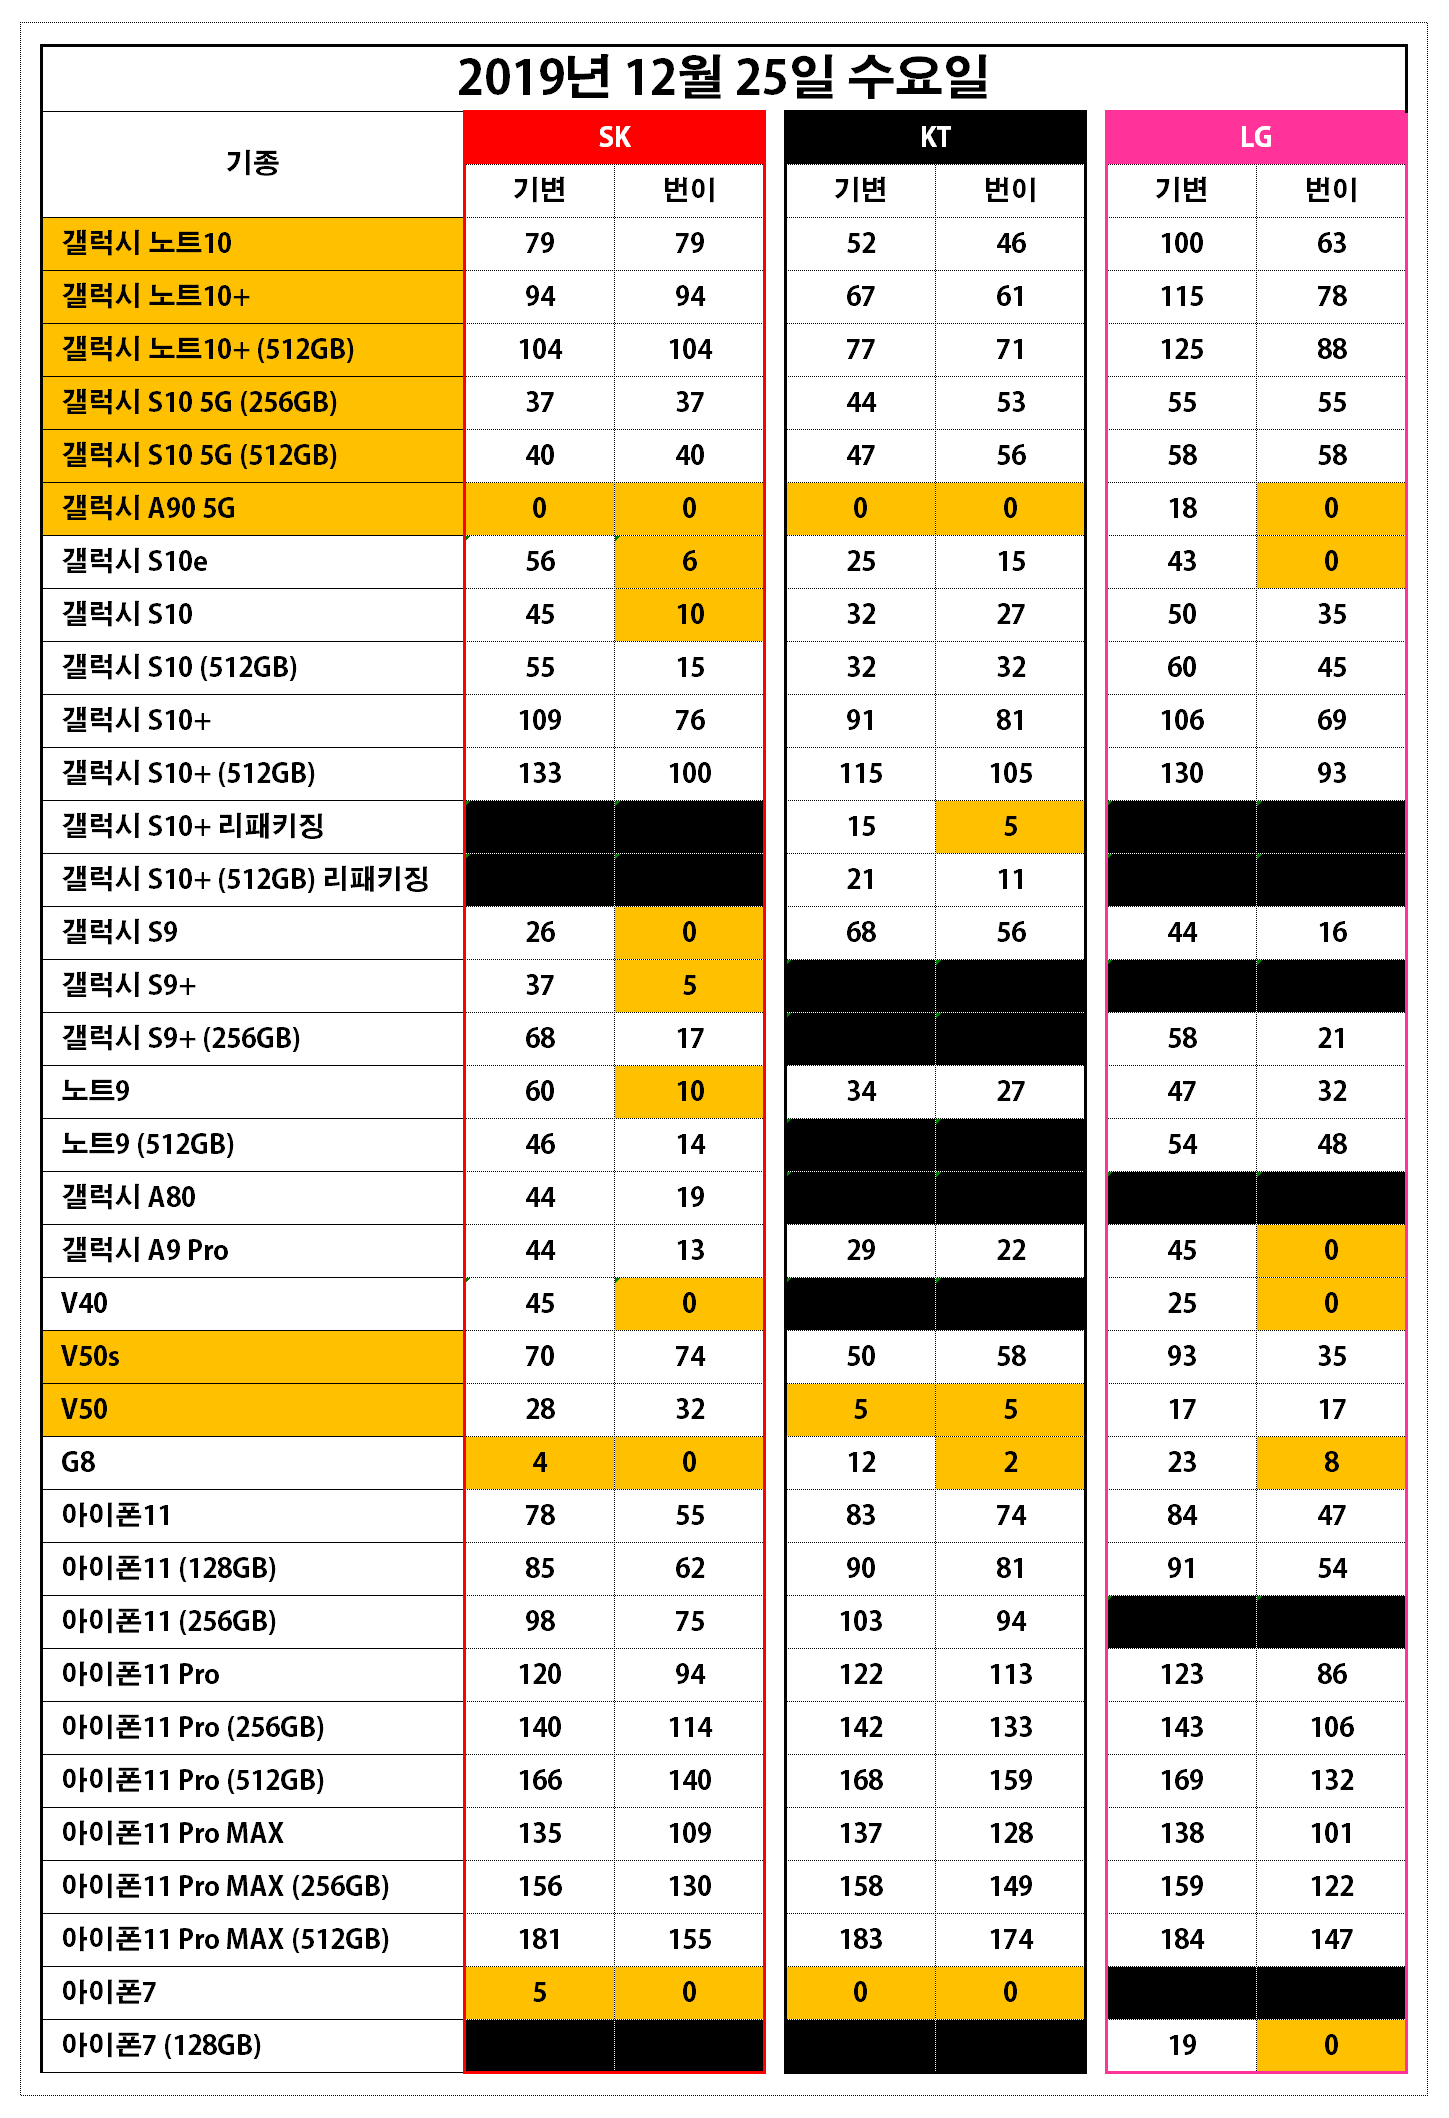 2019년 12월 25일 수요일
기종 SK KT LG
기변 번이 기변 번이 기변 번이
갤럭시 노트10 79 79 52 46 100 63
갤럭시 노트10+ 94 94 67 61 115 78
갤럭시 노트10+ (512GB) 104 104 77 71 125 88
갤럭시 S10 5G (256GB) 37 37 44 53 55 55
갤럭시 S10 5G (512GB) 40 40 47 56 58 58
갤럭시 A90 5G 0 0 0 0 18 0
갤럭시 S10e 56 6 25 15 43 0
갤럭시 S10 45 10 32 27 50 35
갤럭시 S10 (512GB) 55 15 32 32 60 45
갤럭시 S10+ 109 76 91 81 106 69
갤럭시 S10+ (512GB) 133 100 115 105 130 93
갤럭시 S10+ 리패키징 15 5
갤럭시 S10+ (512GB) 리패키징 21 11
갤럭시 S9 26 0 68 56 44 16
갤럭시 S9+ 37 5
갤럭시 S9+ (256GB) 68 17 58 21
노트9 60 10 34 27 47 32
노트9 (512GB) 46 14 54 48
갤럭시 A80 44 19
갤럭시 A9 Pro 44 13 29 22 45 0
V40 45 0 25 0
V50s 70 74 50 58 93 35
V50 28 32 5 5 17 17
G8 4 0 12 2 23 8
아이폰11 78 55 83 74 84 47
아이폰11 (128GB) 85 62 90 81 91 54
아이폰11 (256GB) 98 75 103 94
아이폰11 Pro 120 94 122 113 123 86
아이폰11 Pro (256GB) 140 114 142 133 143 106
아이폰11 Pro (512GB) 166 140 168 159 169 132
아이폰11 Pro MAX 135 109 137 128 138 101
아이폰11 Pro MAX (256GB) 156 130 158 149 159 122
아이폰11 Pro MAX (512GB) 181 155 183 174 184 147
아이폰7 5 0 0 0
아이폰7 (128GB) 19 0